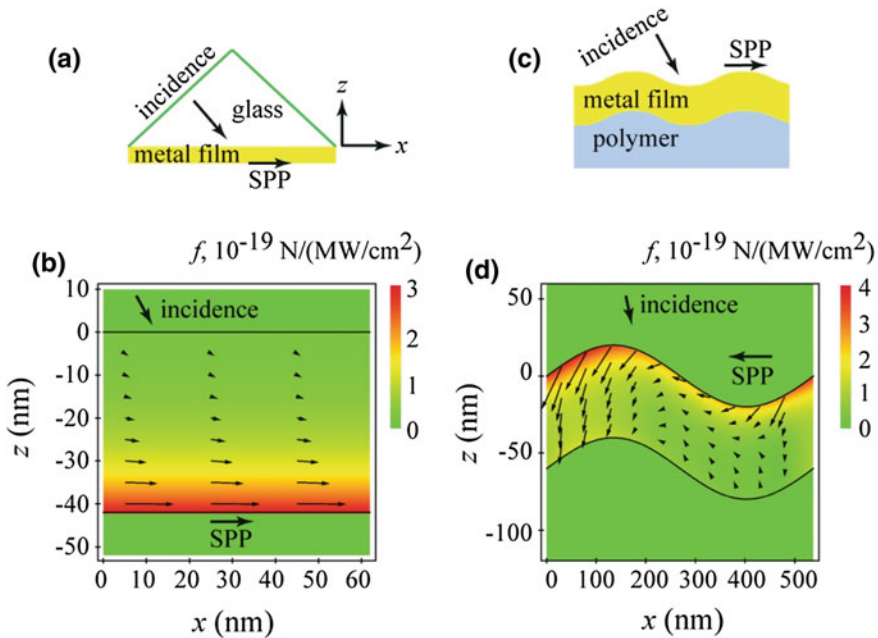 (a)
incidence
glass
metal film
SPP
z
x
(c)
incidence
SPP
metal film
polymer
(b)
f, 10⁻¹⁹ N/(MW/cm²)
incidence
SPP
z (nm)
10
0
-10
-20
-30
-40
-50
0 10 20 30 40 50 60
x (nm)
3
2
1
0
(d)
f, 10⁻¹⁹ N/(MW/cm²)
incidence
SPP
z (nm)
50
0
-50
-100
0 100 200 300 400 500
x (nm)
4
3
2
1
0